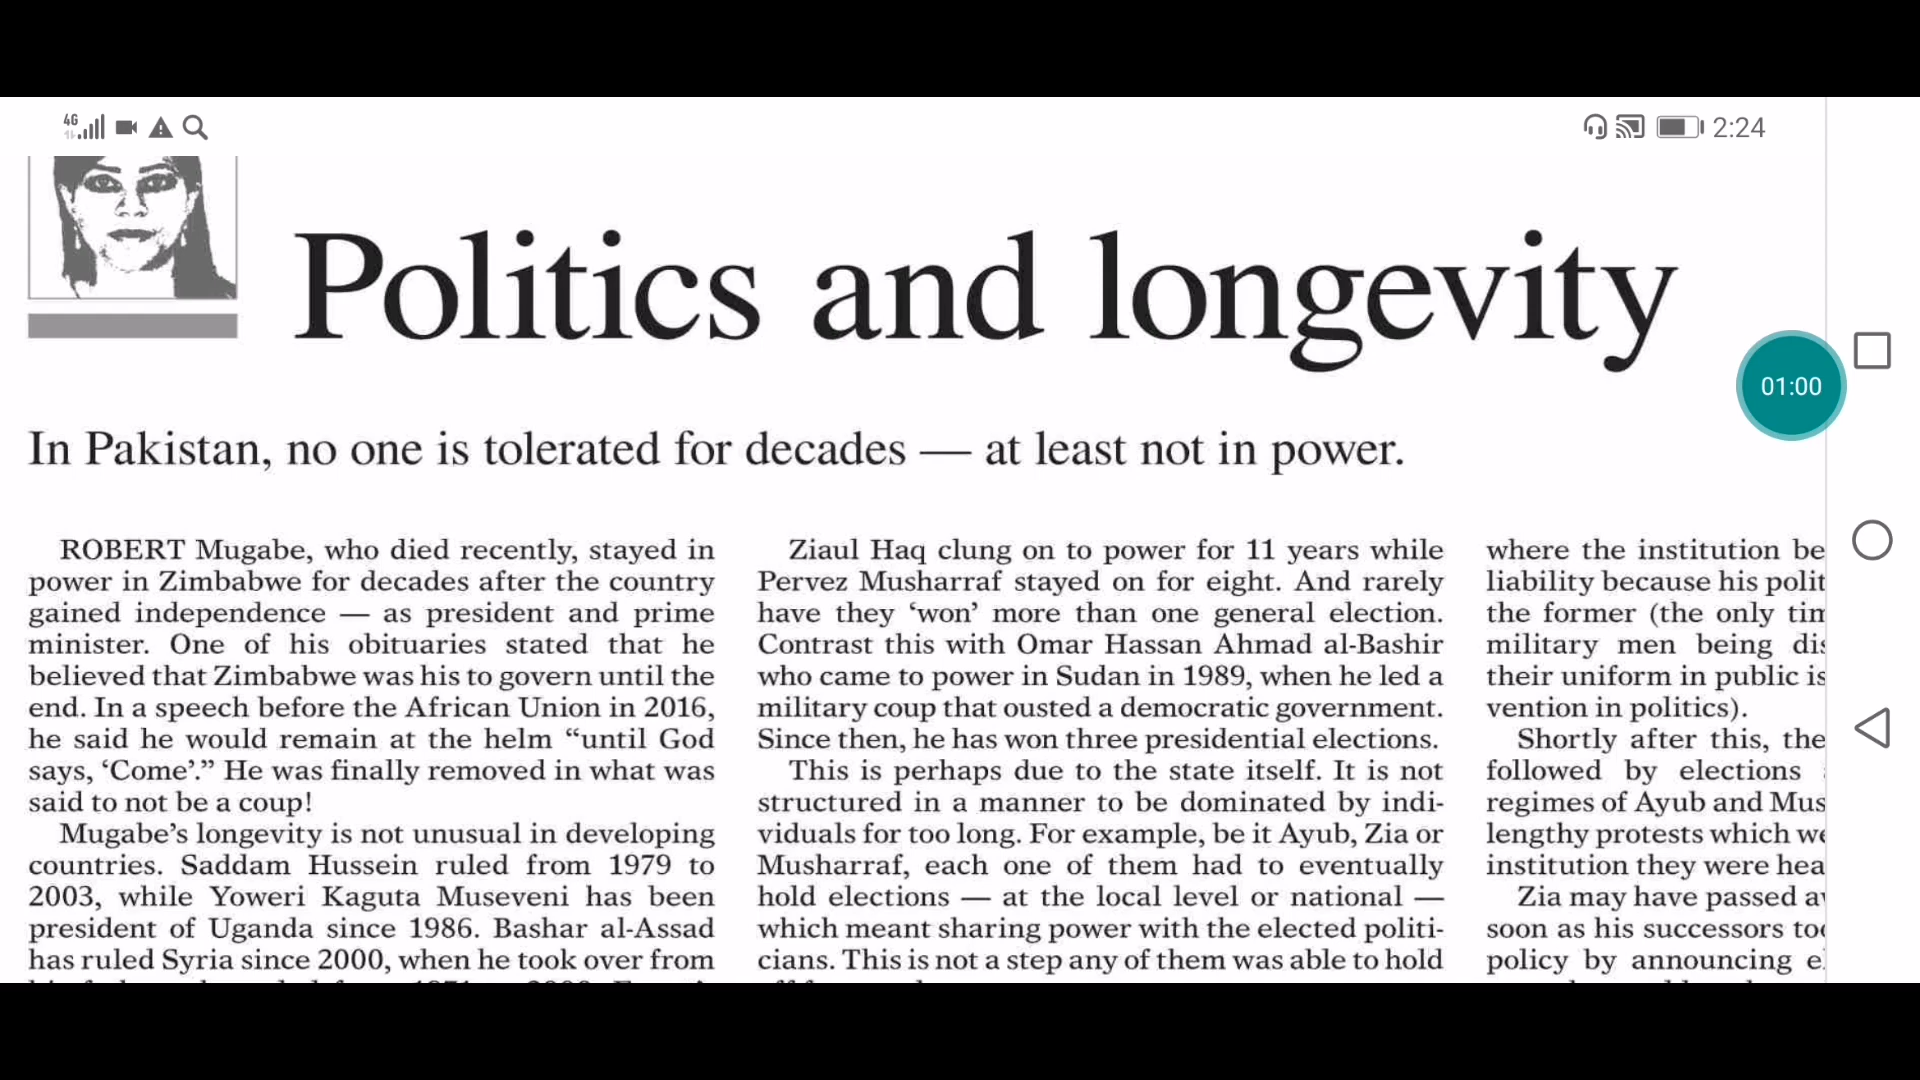 4G
2:24
Politics and longevity
01:00
In Pakistan, no one is tolerated for decades — at least not in power.
ROBERT Mugabe, who died recently, stayed in
power in Zimbabwe for decades after the country
gained independence — as president and prime
minister. One of his obituaries stated that he
believed that Zimbabwe was his to govern until the
end. In a speech before the African Union in 2016,
he said he would remain at the helm “until God
says, ‘Come’.” He was finally removed in what was
said to not be a coup!
Mugabe’s longevity is not unusual in developing
countries. Saddam Hussein ruled from 1979 to
2003, while Yoweri Kaguta Museveni has been
president of Uganda since 1986. Bashar al-Assad
has ruled Syria since 2000, when he took over from
Ziaul Haq clung on to power for 11 years while
Pervez Musharraf stayed on for eight. And rarely
have they ‘won’ more than one general election.
Contrast this with Omar Hassan Ahmad al-Bashir
who came to power in Sudan in 1989, when he led a
military coup that ousted a democratic government.
Since then, he has won three presidential elections.
This is perhaps due to the state itself. It is not
structured in a manner to be dominated by indi-
viduals for too long. For example, be it Ayub, Zia or
Musharraf, each one of them had to eventually
hold elections — at the local level or national —
which meant sharing power with the elected politi-
cians. This is not a step any of them was able to hold
where the institution be
liability because his polit
the former (the only tim
military men being dis
their uniform in public is
vention in politics).
Shortly after this, the
followed by elections
regimes of Ayub and Mus
lengthy protests which we
institution they were hea
Zia may have passed a
soon as his successors to
policy by announcing e